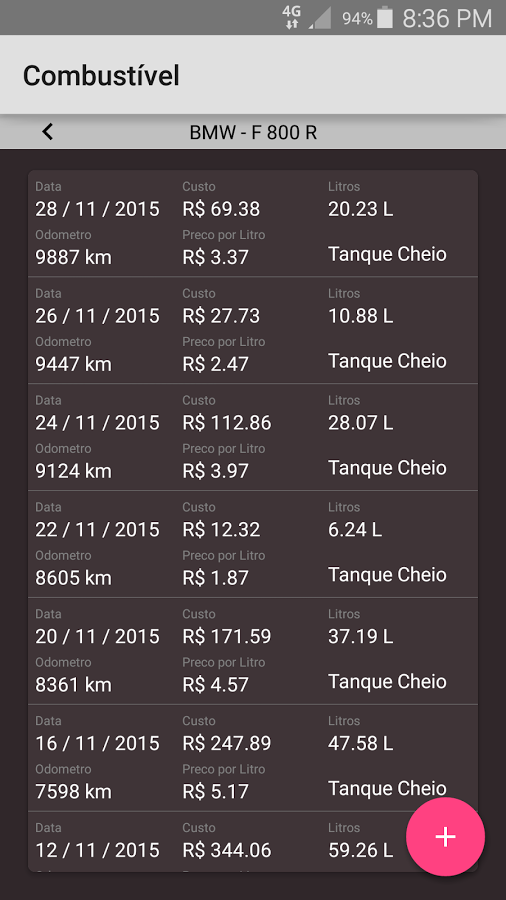 4G 94% 8:36 PM
Combustível
BMW - F 800 R
Data Custo Litros
28 / 11 / 2015 R$ 69.38 20.23 L
Odometro Preco por Litro
9887 km R$ 3.37 Tanque Cheio
Data Custo Litros
26 / 11 / 2015 R$ 27.73 10.88 L
Odometro Preco por Litro
9447 km R$ 2.47 Tanque Cheio
Data Custo Litros
24 / 11 / 2015 R$ 112.86 28.07 L
Odometro Preco por Litro
9124 km R$ 3.97 Tanque Cheio
Data Custo Litros
22 / 11 / 2015 R$ 12.32 6.24 L
Odometro Preco por Litro
8605 km R$ 1.87 Tanque Cheio
Data Custo Litros
20 / 11 / 2015 R$ 171.59 37.19 L
Odometro Preco por Litro
8361 km R$ 4.57 Tanque Cheio
Data Custo Litros
16 / 11 / 2015 R$ 247.89 47.58 L
Odometro Preco por Litro
7598 km R$ 5.17 Tanque Cheio
Data Custo Litros
12 / 11 / 2015 R$ 344.06 59.26 L